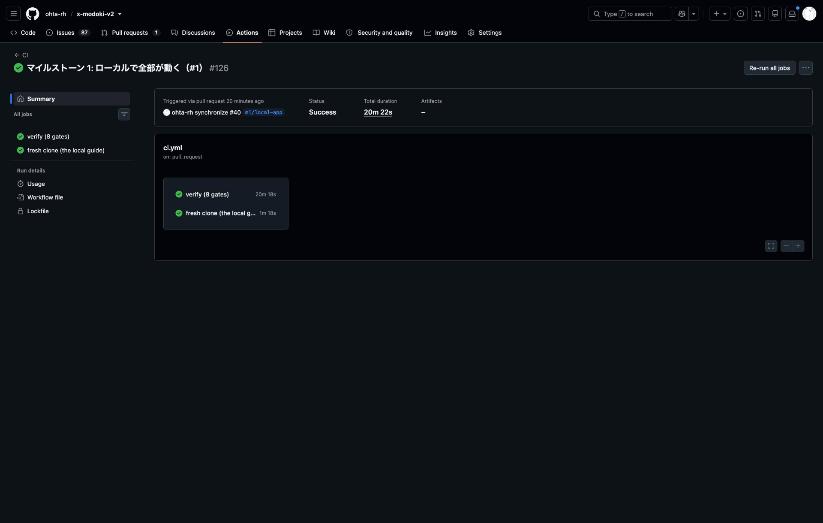 ohta-rh / x-modoki-v2
Type / to search
Code
Issues 87
Pull requests 1
Discussions
Actions
Projects
Wiki
Security and quality
Insights
Settings
← CI
マイルストーン 1: ローカルで全部が動く（#1） #126
Re-run all jobs
Summary
All jobs
verify (8 gates)
fresh clone (the local guide)
Run details
Usage
Workflow file
Lockfile
Triggered via pull request 20 minutes ago
ohta-rh synchronize #40 m1/local-app
Status
Success
Total duration
20m 22s
Artifacts
–
ci.yml
on: pull_request
verify (8 gates) 20m 18s
fresh clone (the local g... 1m 18s